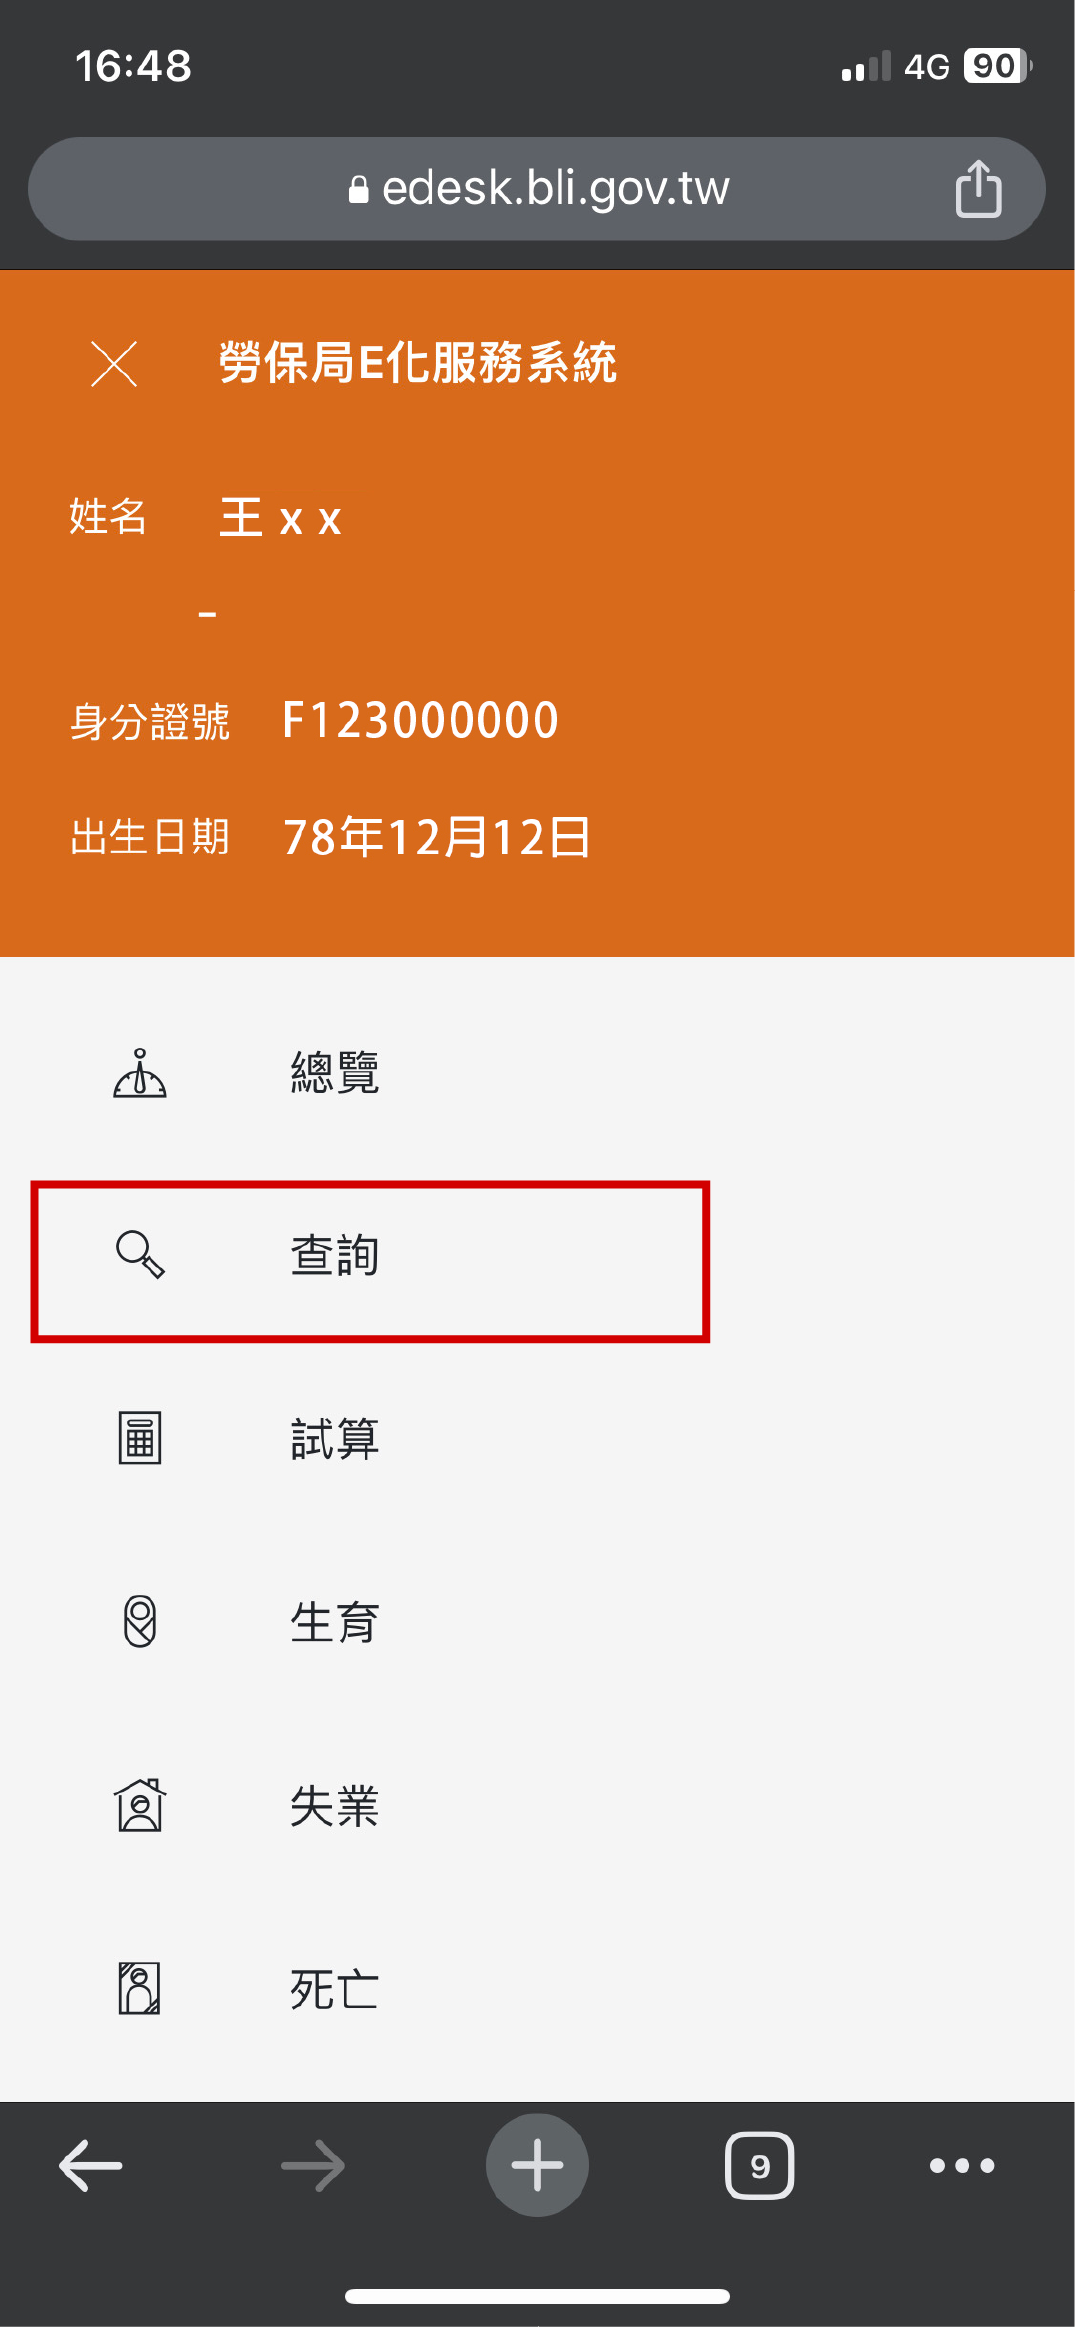 16:48 4G 90
edesk.bli.gov.tw
勞保局E化服務系統
姓名 王 x x
-
身分證號 F123000000
出生日期 78年12月12日
總覽
查詢
試算
生育
失業
死亡
9